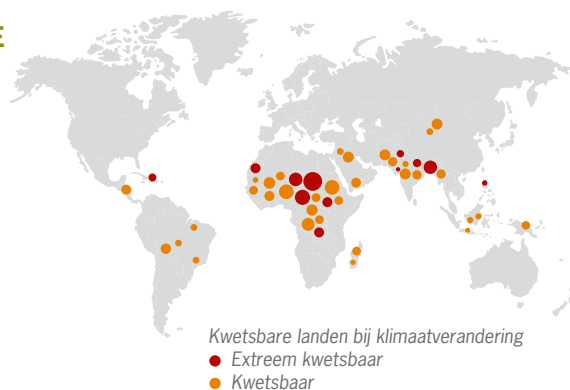 E
Kwetsbare landen bij klimaatverandering
Extreem kwetsbaar
Kwetsbaar